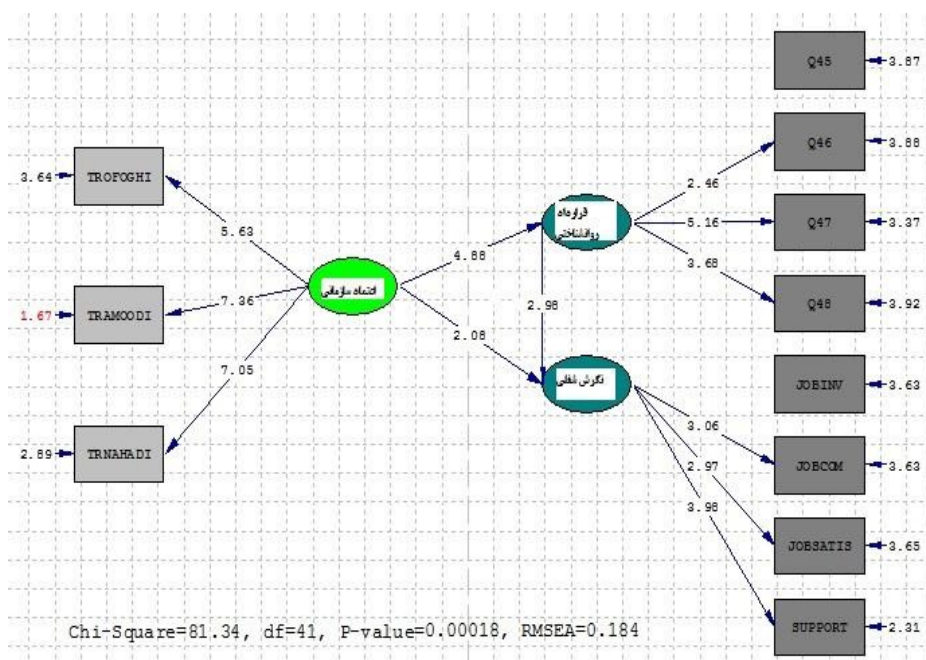 Q45
3.87
Q46
3.88
3.64
TROFOGHI
2.46
قرارداد
روانشناختی
5.16
Q47
3.37
5.63
4.88
3.68
اعتماد سازمانی
7.36
Q48
3.92
1.67
TRAMOODI
2.98
2.08
7.05
نگرش شغلی
JOBINV
3.63
3.06
2.89
TRNAHADI
JOBCOM
3.63
2.97
3.98
JOBSATIS
3.65
Chi-Square=81.34, df=41, P-value=0.00018, RMSEA=0.184
SUPPORT
2.31